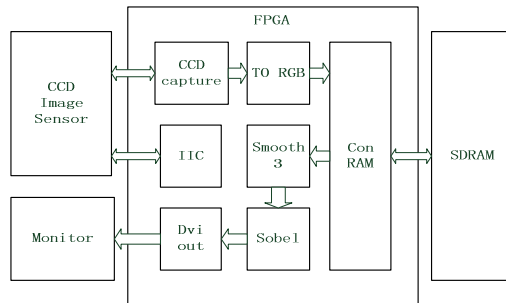 FPGA
CCD
Image
Sensor
CCD
capture
TO RGB
IIC
Smooth
3
Con
RAM
SDRAM
Monitor
Dvi
out
Sobel